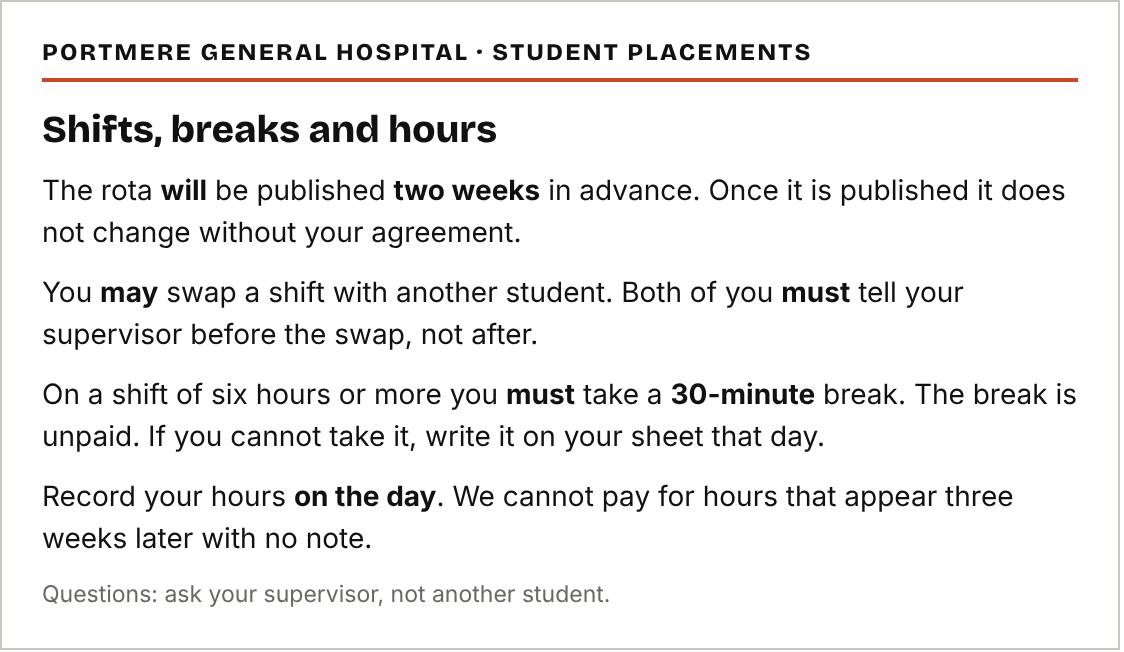 PORTMERE GENERAL HOSPITAL · STUDENT PLACEMENTS
Shifts, breaks and hours
The rota will be published two weeks in advance. Once it is published it does
not change without your agreement.
You may swap a shift with another student. Both of you must tell your
supervisor before the swap, not after.
On a shift of six hours or more you must take a 30-minute break. The break is
unpaid. If you cannot take it, write it on your sheet that day.
Record your hours on the day. We cannot pay for hours that appear three
weeks later with no note.
Questions: ask your supervisor, not another student.